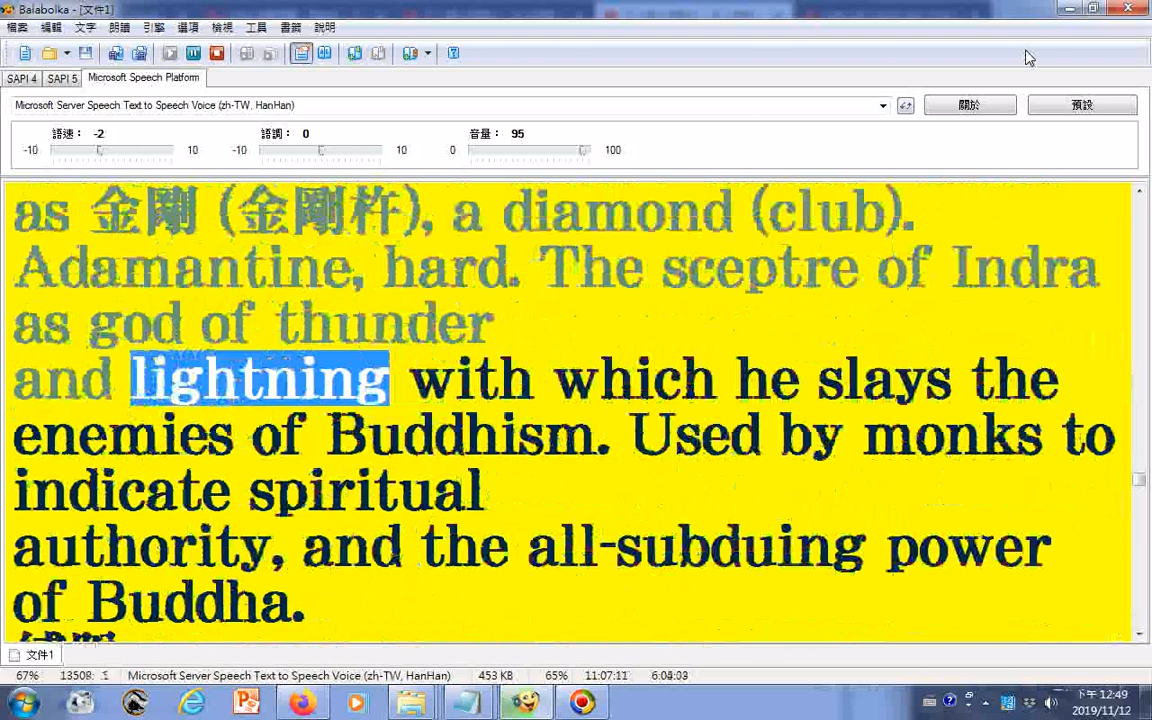 Balabolka - [文件1]
檔案 編輯 文字 朗讀 引擎 選項 檢視 工具 書籤 說明
SAPI 4 SAPI 5 Microsoft Speech Platform
Microsoft Server Speech Text to Speech Voice (zh-TW, HanHan) 關於 預設
語速： -2 語調： 0 音量： 95
-10 10 -10 10 0 100
as 金剛 (金剛杵), a diamond (club).
Adamantine, hard. The sceptre of Indra
as god of thunder
and lightning with which he slays the
enemies of Buddhism. Used by monks to
indicate spiritual
authority, and the all-subduing power
of Buddha.
文件1
67% Microsoft Server Speech Text to Speech Voice (zh-TW, HanHan) 453 KB 65% 11:07:11 6:04:03
下午 12:49
2019/11/12